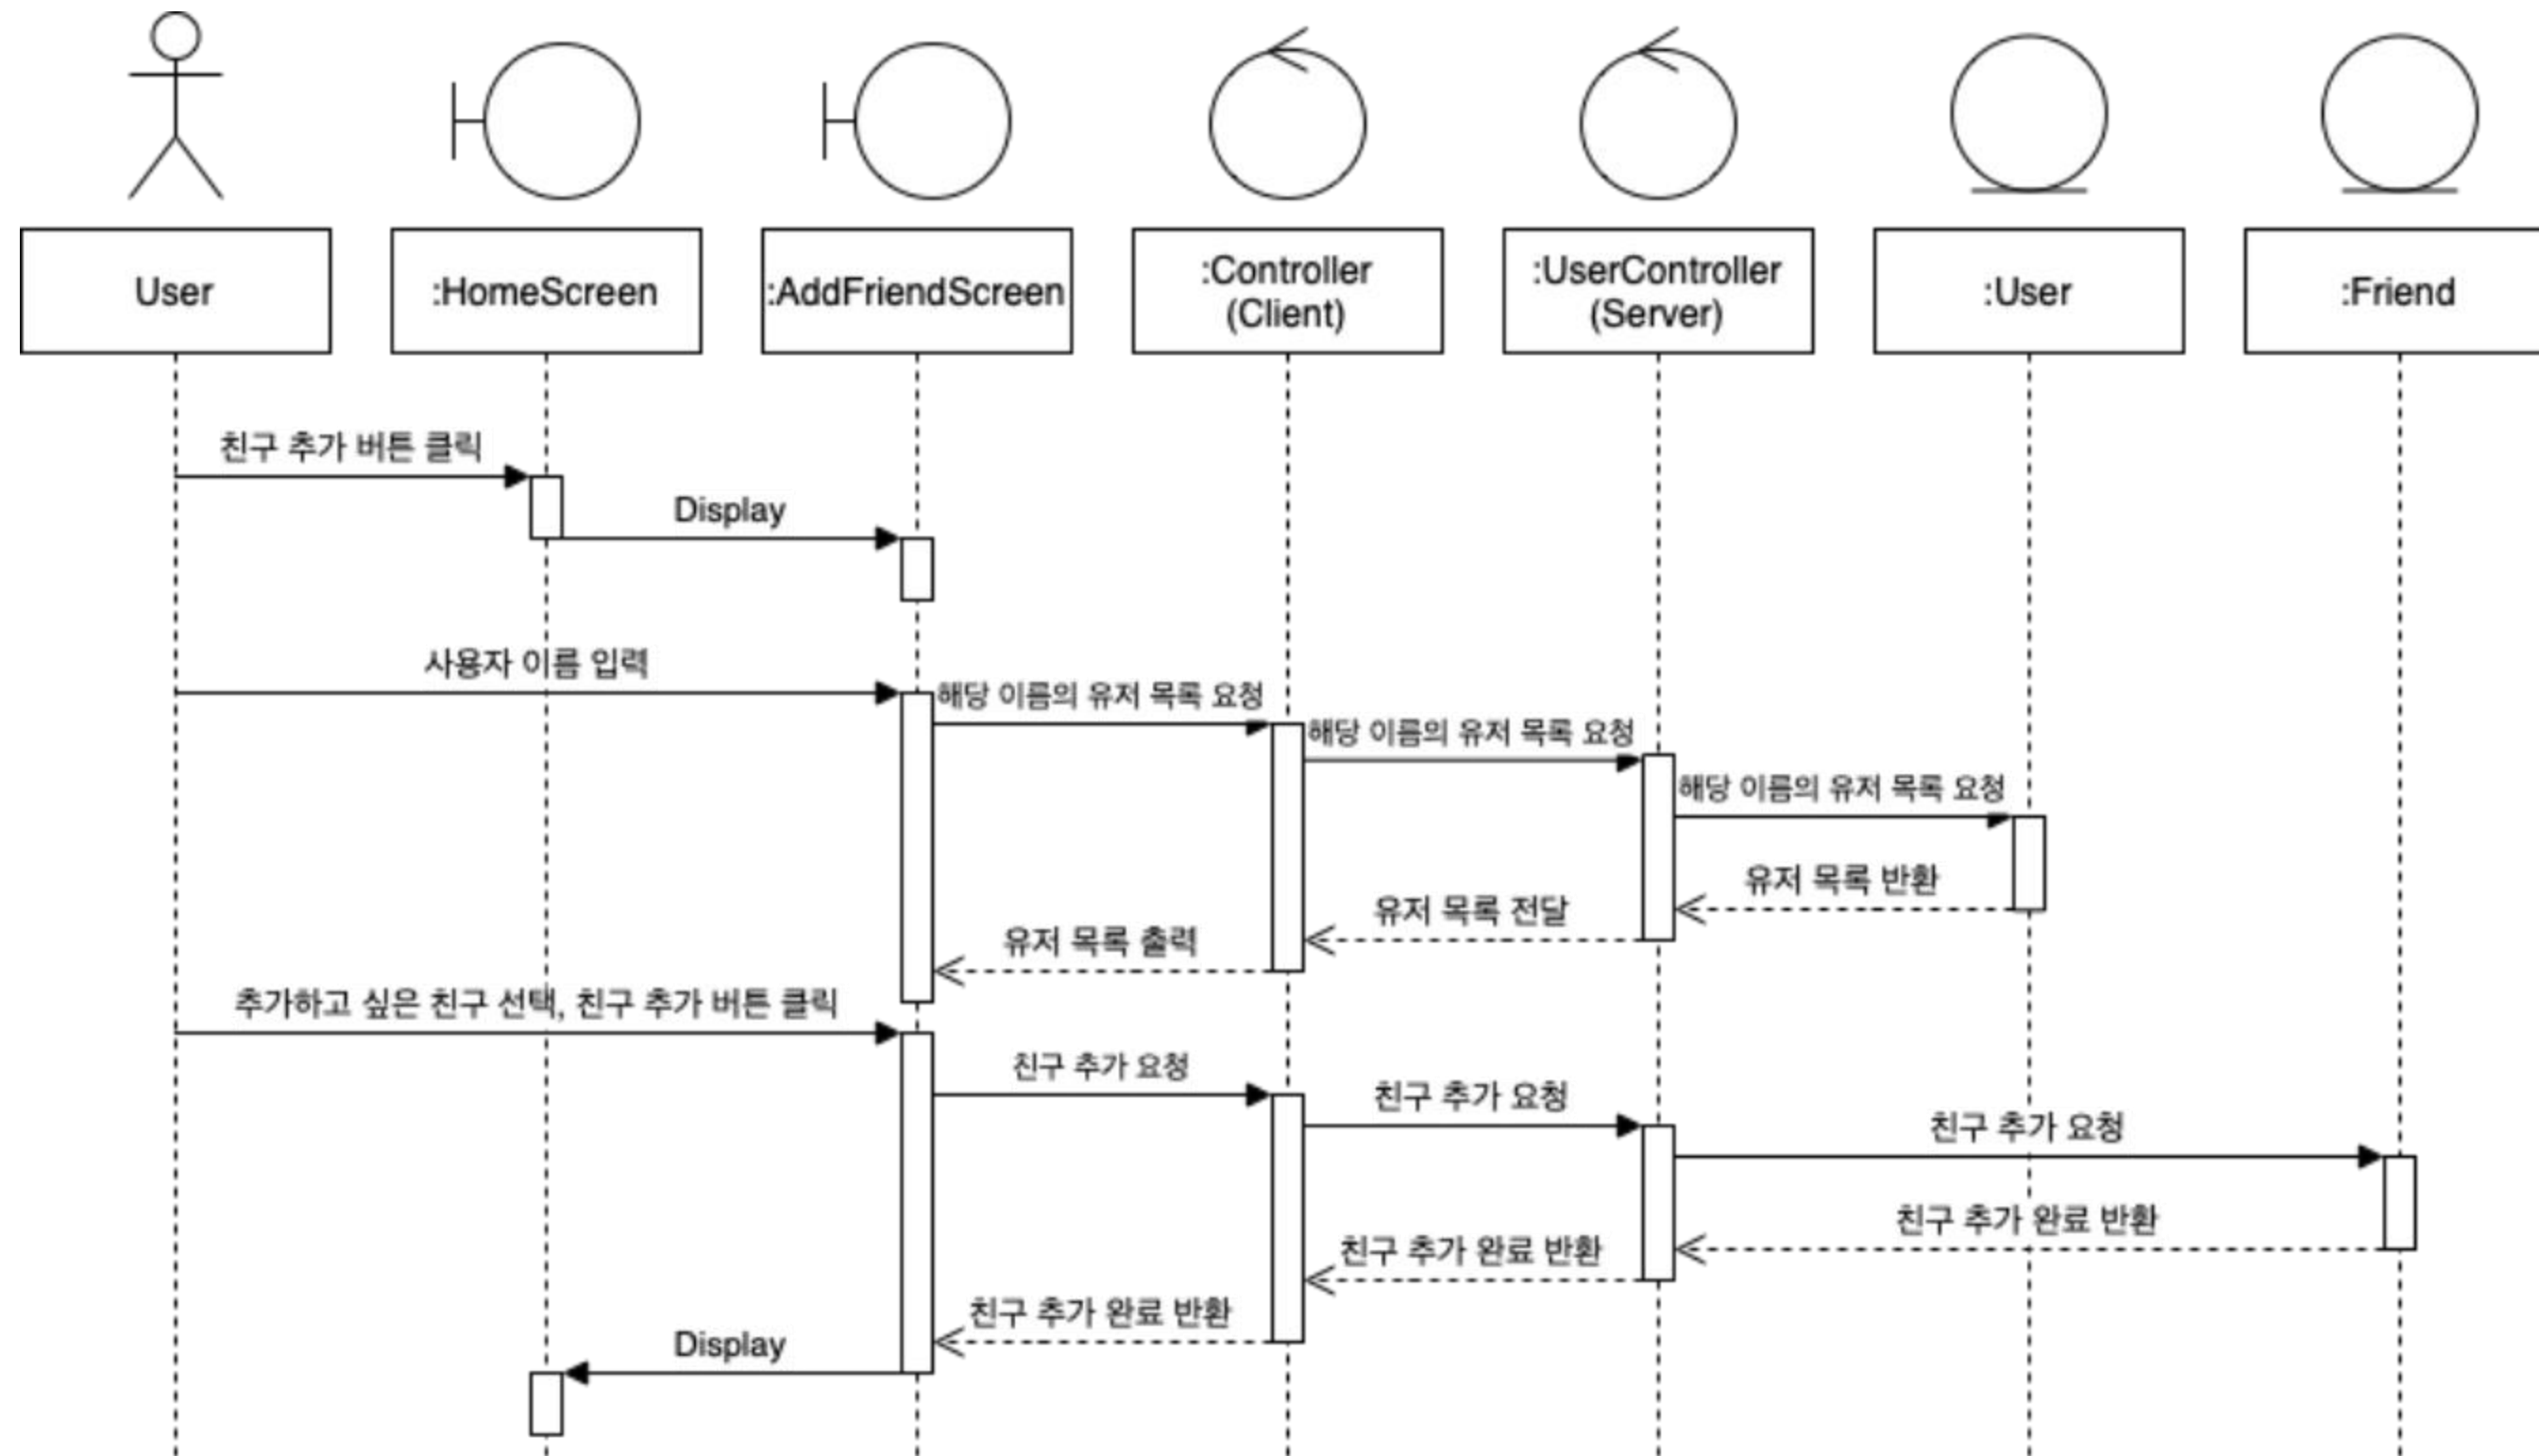 User
:HomeScreen
:AddFriendScreen
:Controller
(Client)
:UserController
(Server)
:User
:Friend
친구 추가 버튼 클릭
Display
사용자 이름 입력
해당 이름의 유저 목록 요청
해당 이름의 유저 목록 요청
해당 이름의 유저 목록 요청
유저 목록 반환
유저 목록 전달
유저 목록 출력
추가하고 싶은 친구 선택, 친구 추가 버튼 클릭
친구 추가 요청
친구 추가 요청
친구 추가 요청
친구 추가 완료 반환
친구 추가 완료 반환
친구 추가 완료 반환
Display